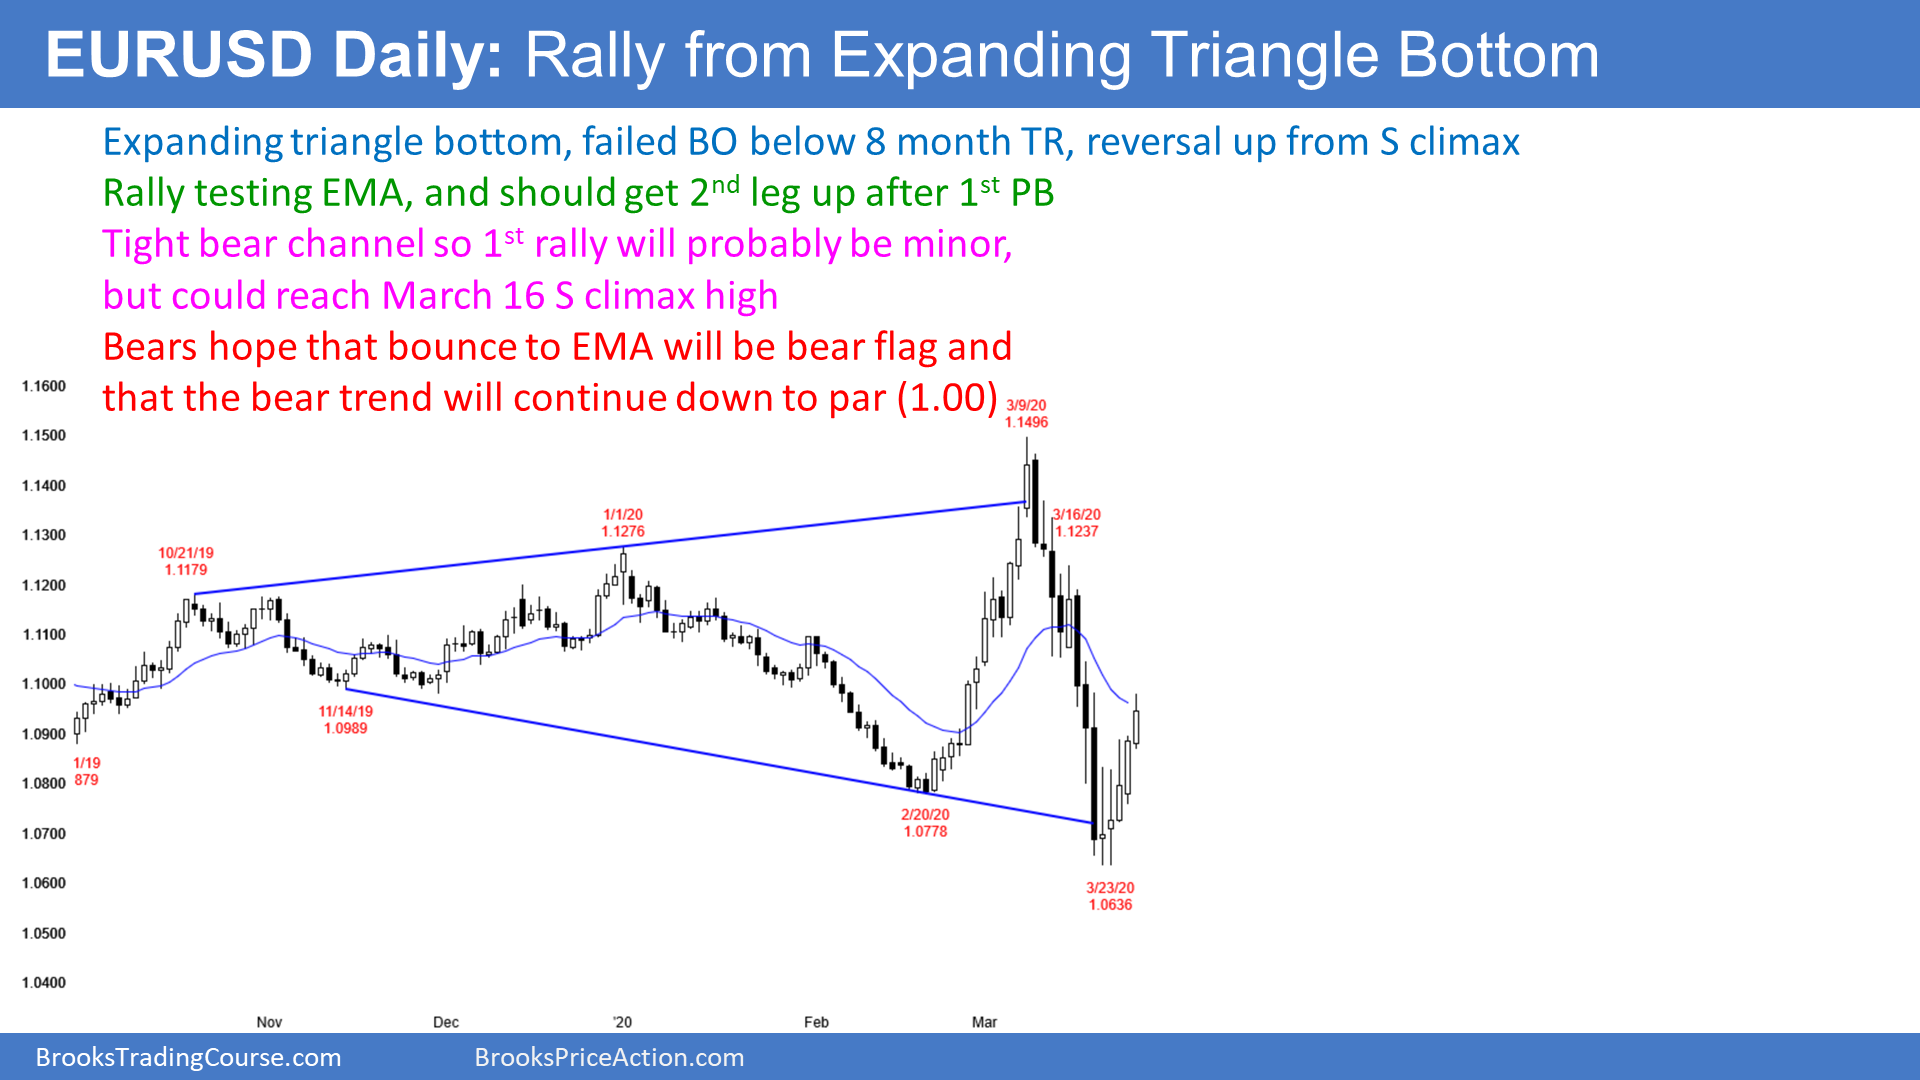 EURUSD Daily: Rally from Expanding Triangle Bottom
Expanding triangle bottom, failed BO below 8 month TR, reversal up from S climax
Rally testing EMA, and should get 2nd leg up after 1st PB
Tight bear channel so 1st rally will probably be minor,
but could reach March 16 S climax high
Bears hope that bounce to EMA will be bear flag and
that the bear trend will continue down to par (1.00)
1.1600
1.1500
1.1400
1.1300
1.1200
1.1100
1.1000
1.0900
1.0800
1.0700
1.0600
1.0500
1.0400
1/19
879
10/21/19
1.1179
11/14/19
1.0989
1/1/20
1.1276
2/20/20
1.0778
3/9/20
1.1496
3/16/20
1.1237
3/23/20
1.0636
Nov
Dec
'20
Feb
Mar
BrooksTradingCourse.com
BrooksPriceAction.com